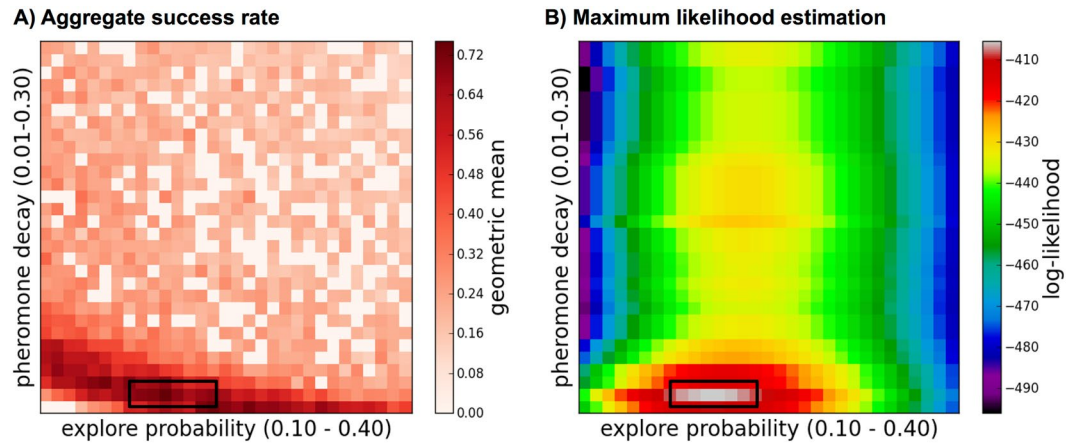 A) Aggregate success rate
pheromone decay (0.01-0.30)
explore probability (0.10 - 0.40)
0.72
0.64
0.56
0.48
0.40
0.32
0.24
0.16
0.08
0.00
geometric mean
B) Maximum likelihood estimation
pheromone decay (0.01-0.30)
explore probability (0.10 - 0.40)
−410
−420
−430
−440
−450
−460
−470
−480
−490
log-likelihood